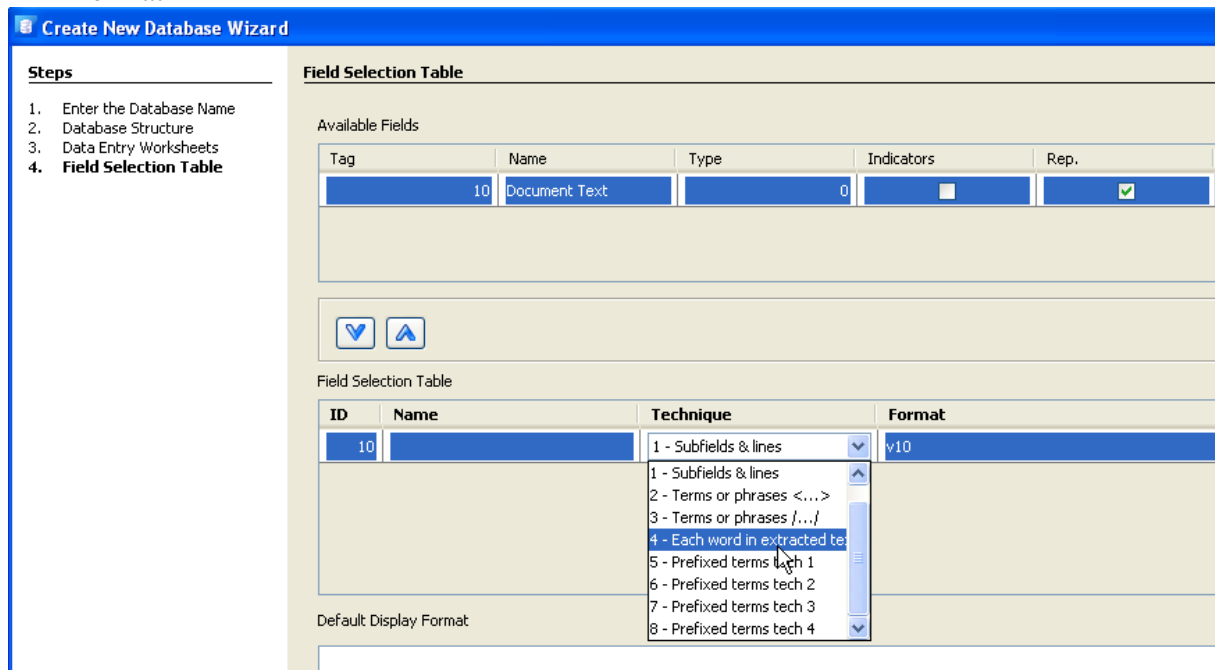 Create New Database Wizard
Steps
1. Enter the Database Name
2. Database Structure
3. Data Entry Worksheets
4. Field Selection Table
Field Selection Table
Available Fields
Tag Name Type Indicators Rep.
10 Document Text 0
Field Selection Table
ID Name Technique Format
10 1 - Subfields & lines v10
1 - Subfields & lines
2 - Terms or phrases <...>
3 - Terms or phrases /.../
4 - Each word in extracted te
5 - Prefixed terms tech 1
6 - Prefixed terms tech 2
7 - Prefixed terms tech 3
8 - Prefixed terms tech 4
Default Display Format